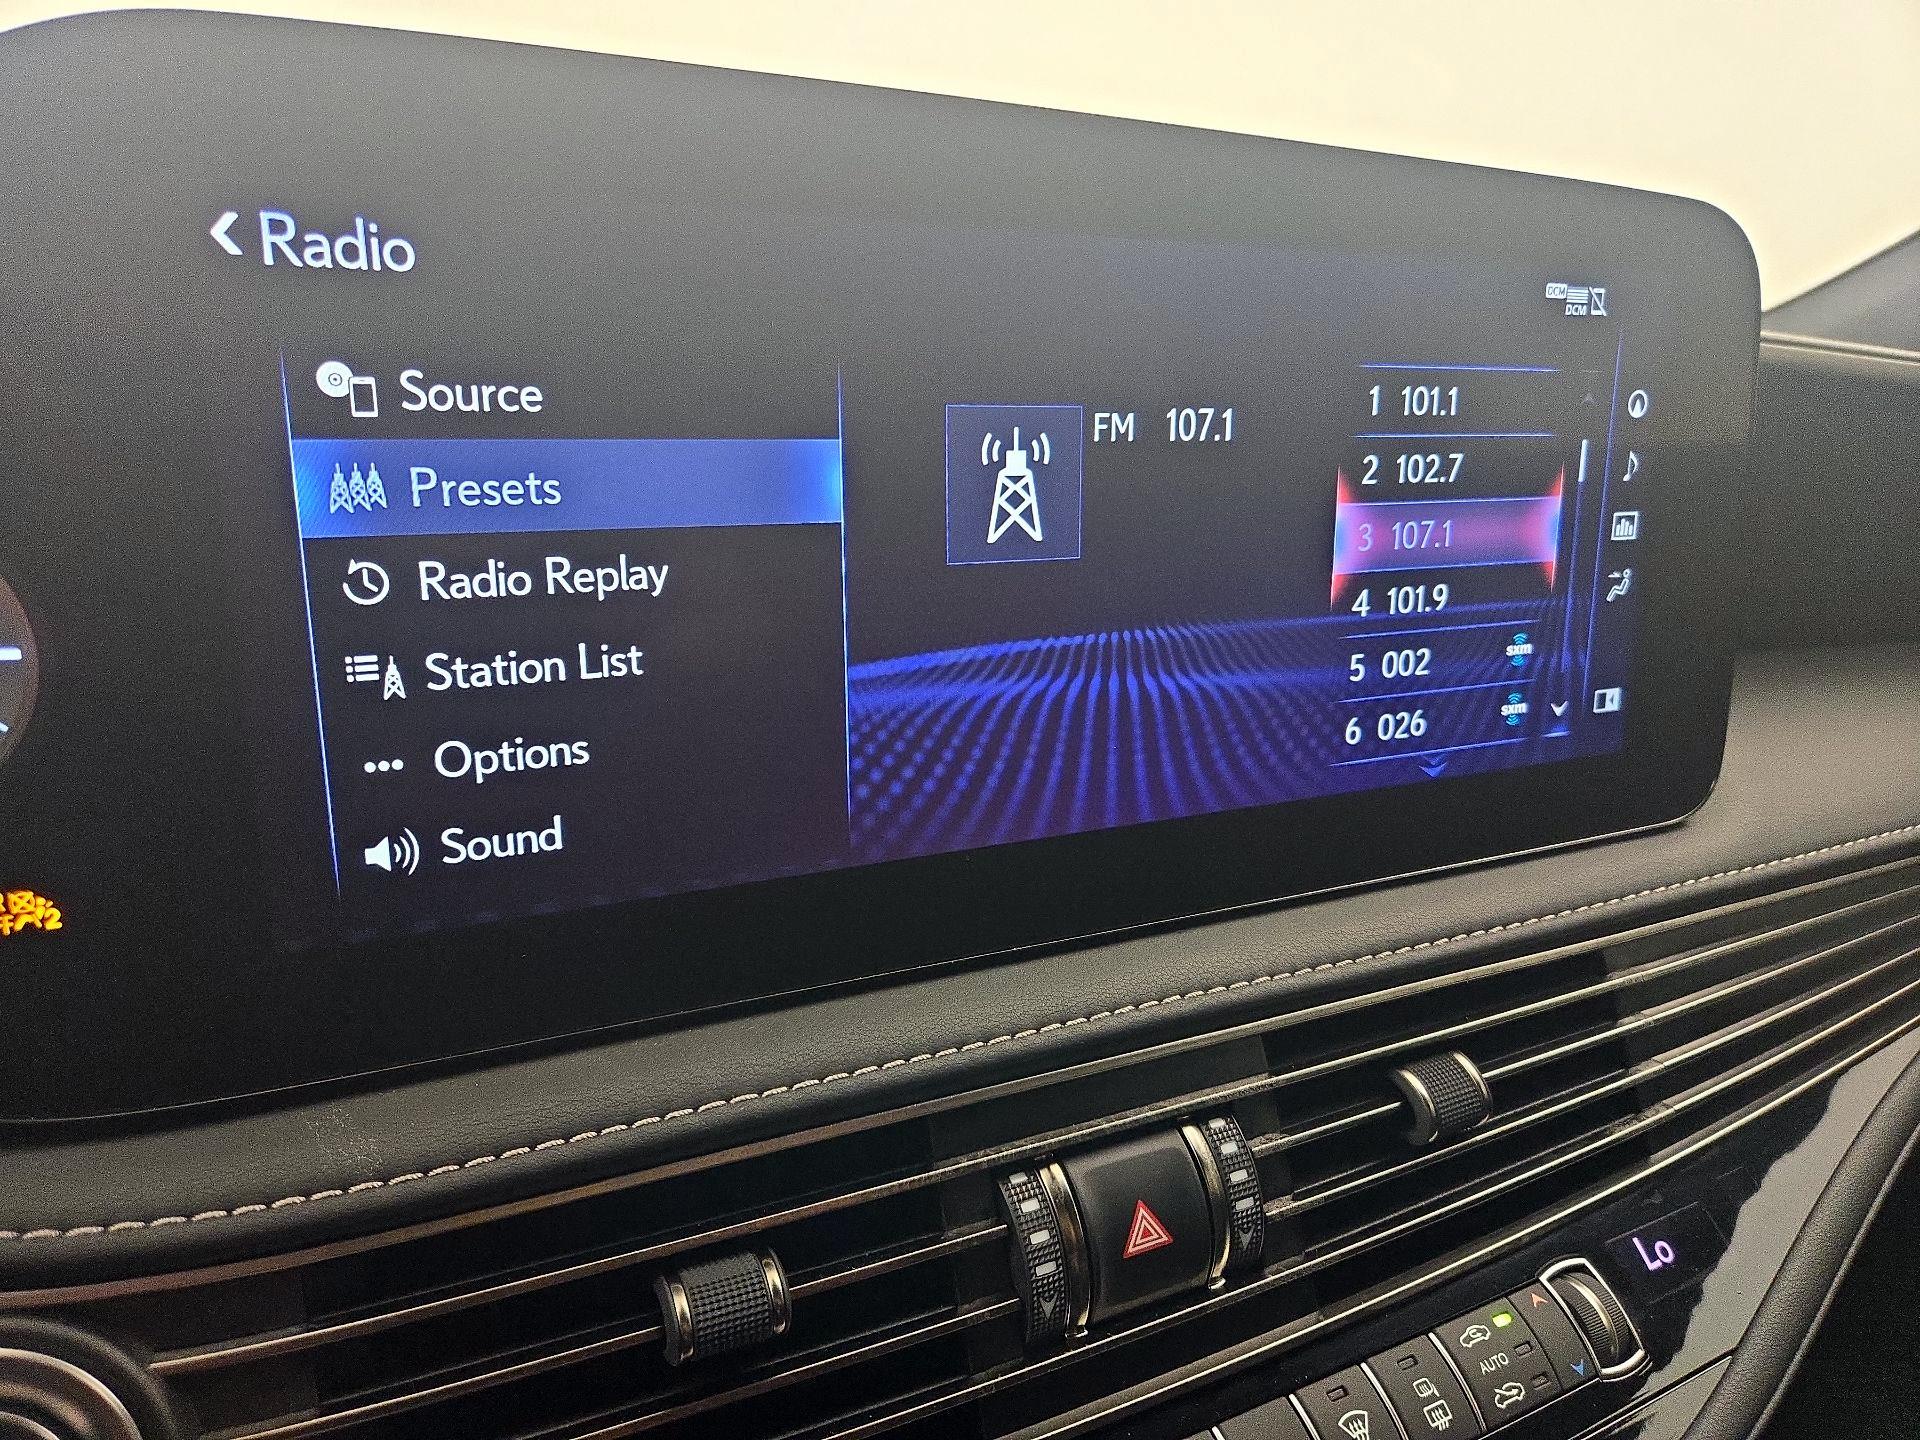 Radio
DCM
DCM
Source
Presets
Radio Replay
Station List
Options
Sound
FM 107.1
1 101.1
2 102.7
3 107.1
4 101.9
5 002 sxm
6 026 sxm
2
Lo
AUTO